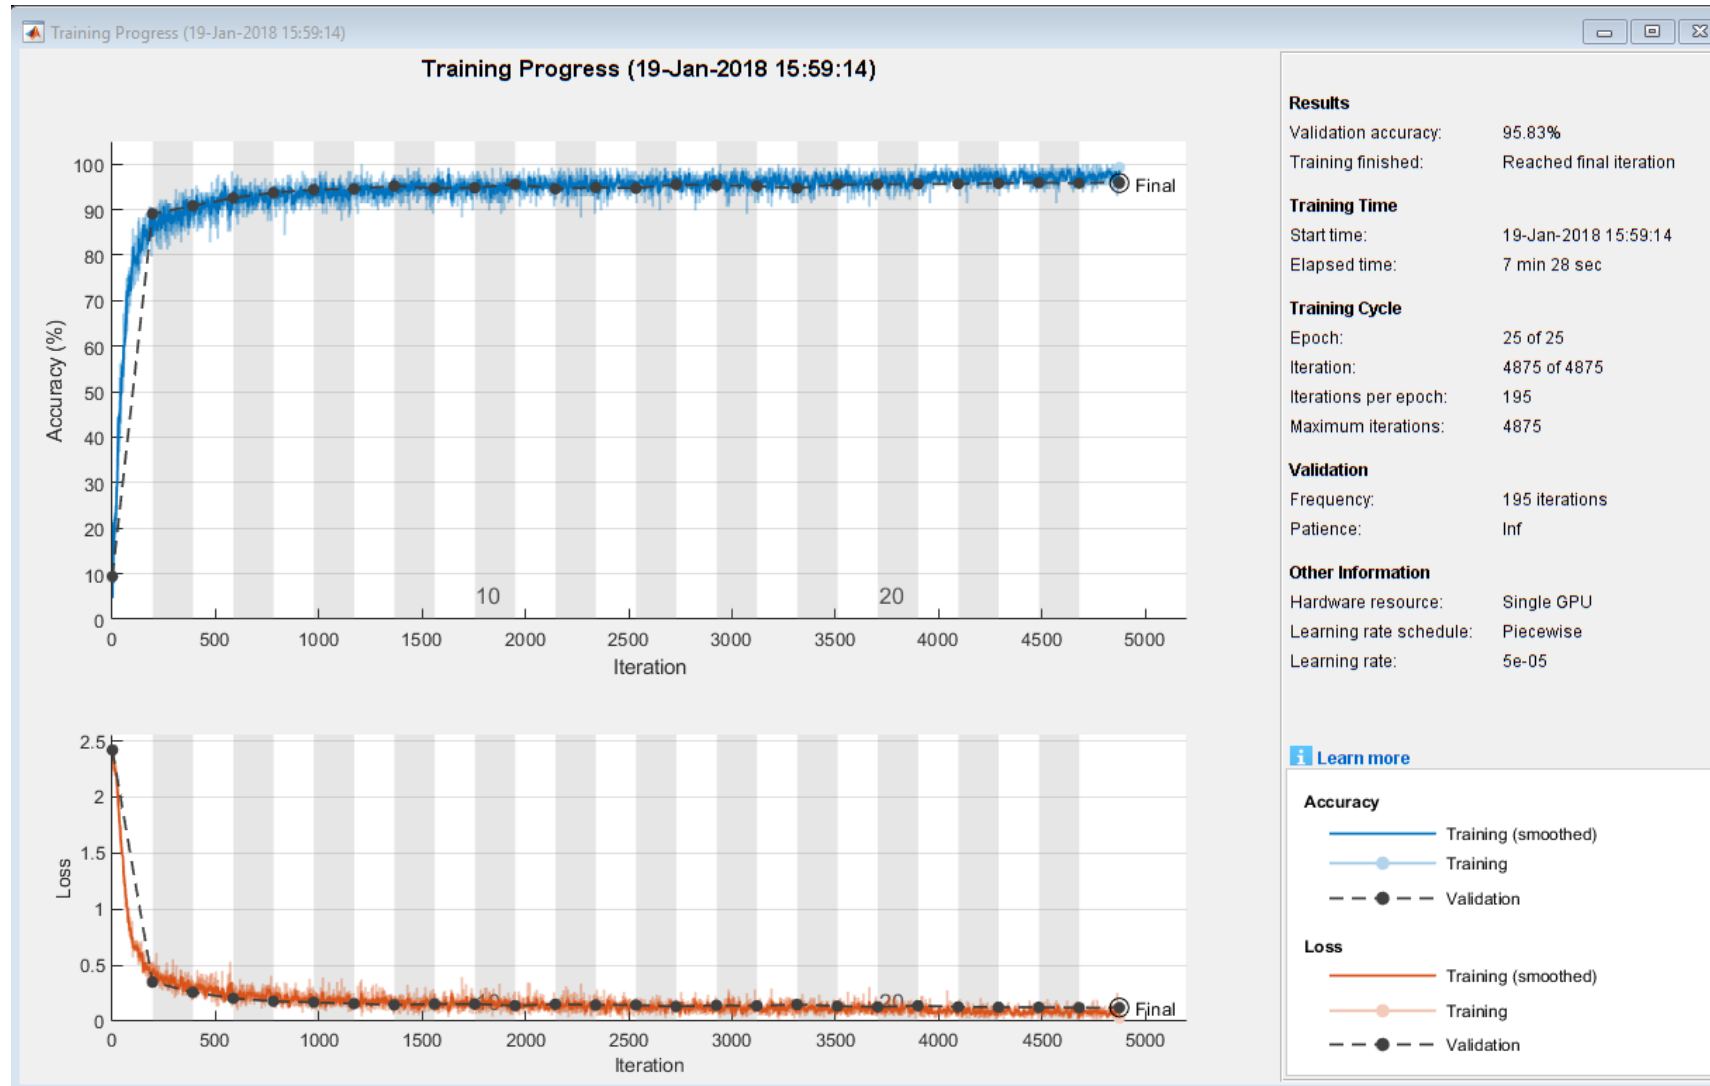 Training Progress (19-Jan-2018 15:59:14)
Training Progress (19-Jan-2018 15:59:14)
Accuracy (%)
100
90
80
70
60
50
40
30
20
10
0
10
20
Final
0 500 1000 1500 2000 2500 3000 3500 4000 4500 5000
Iteration
Loss
2.5
2
1.5
1
0.5
0
10
20
Final
0 500 1000 1500 2000 2500 3000 3500 4000 4500 5000
Iteration
Results
Validation accuracy: 95.83%
Training finished: Reached final iteration
Training Time
Start time: 19-Jan-2018 15:59:14
Elapsed time: 7 min 28 sec
Training Cycle
Epoch: 25 of 25
Iteration: 4875 of 4875
Iterations per epoch: 195
Maximum iterations: 4875
Validation
Frequency: 195 iterations
Patience: Inf
Other Information
Hardware resource: Single GPU
Learning rate schedule: Piecewise
Learning rate: 5e-05
i Learn more
Accuracy
Training (smoothed)
Training
Validation
Loss
Training (smoothed)
Training
Validation